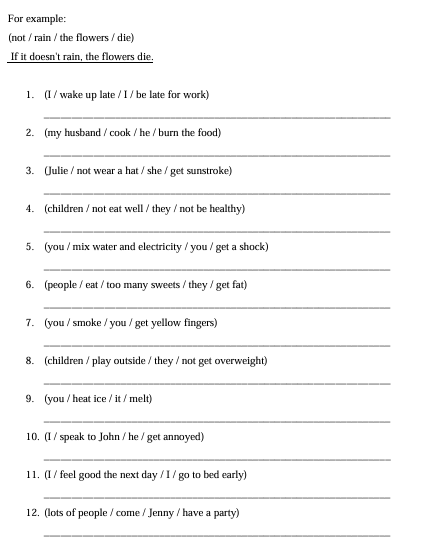 For example:
(not / rain / the flowers / die)
If it doesn't rain, the flowers die.
1. (I / wake up late / I / be late for work)
2. (my husband / cook / he / burn the food)
3. (Julie / not wear a hat / she / get sunstroke)
4. (children / not eat well / they / not be healthy)
5. (you / mix water and electricity / you / get a shock)
6. (people / eat / too many sweets / they / get fat)
7. (you / smoke / you / get yellow fingers)
8. (children / play outside / they / not get overweight)
9. (you / heat ice / it / melt)
10. (I / speak to John / he / get annoyed)
11. (I / feel good the next day / I / go to bed early)
12. (lots of people / come / Jenny / have a party)